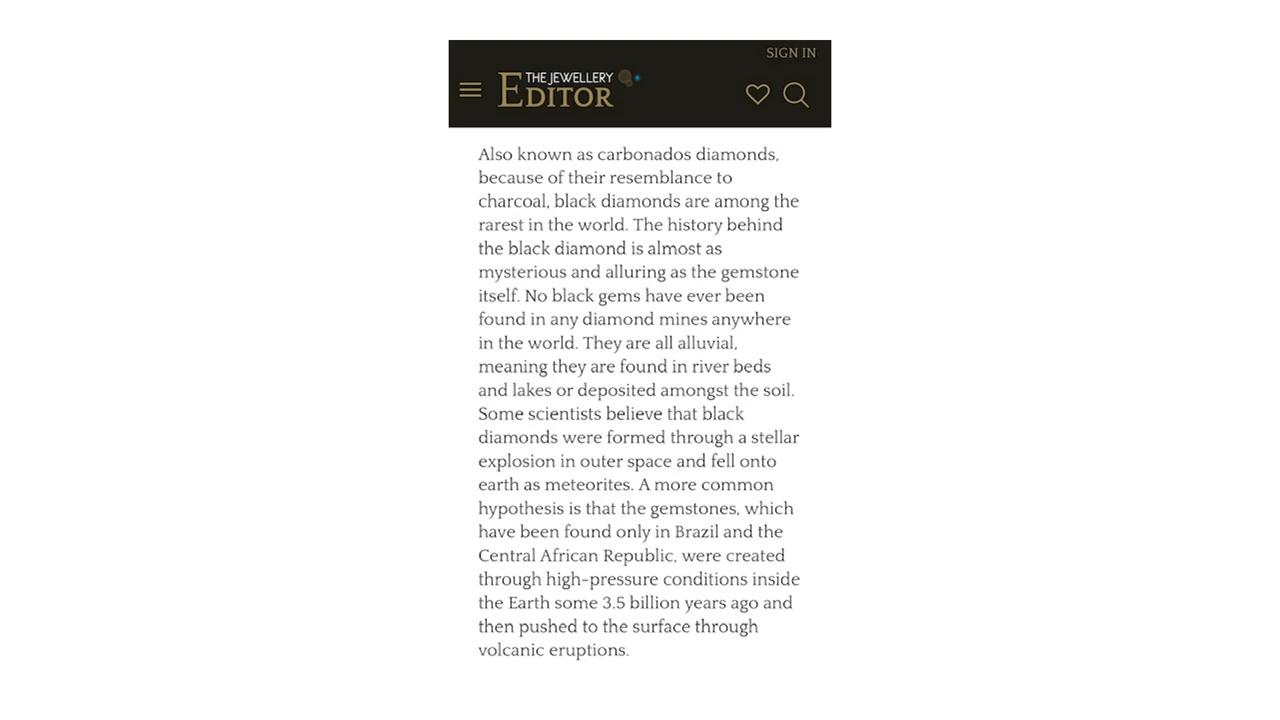 SIGN IN
THE JEWELLERY
EDITOR
Also known as carbonados diamonds,
because of their resemblance to
charcoal, black diamonds are among the
rarest in the world. The history behind
the black diamond is almost as
mysterious and alluring as the gemstone
itself. No black gems have ever been
found in any diamond mines anywhere
in the world. They are all alluvial,
meaning they are found in river beds
and lakes or deposited amongst the soil.
Some scientists believe that black
diamonds were formed through a stellar
explosion in outer space and fell onto
earth as meteorites. A more common
hypothesis is that the gemstones, which
have been found only in Brazil and the
Central African Republic, were created
through high-pressure conditions inside
the Earth some 3.5 billion years ago and
then pushed to the surface through
volcanic eruptions.